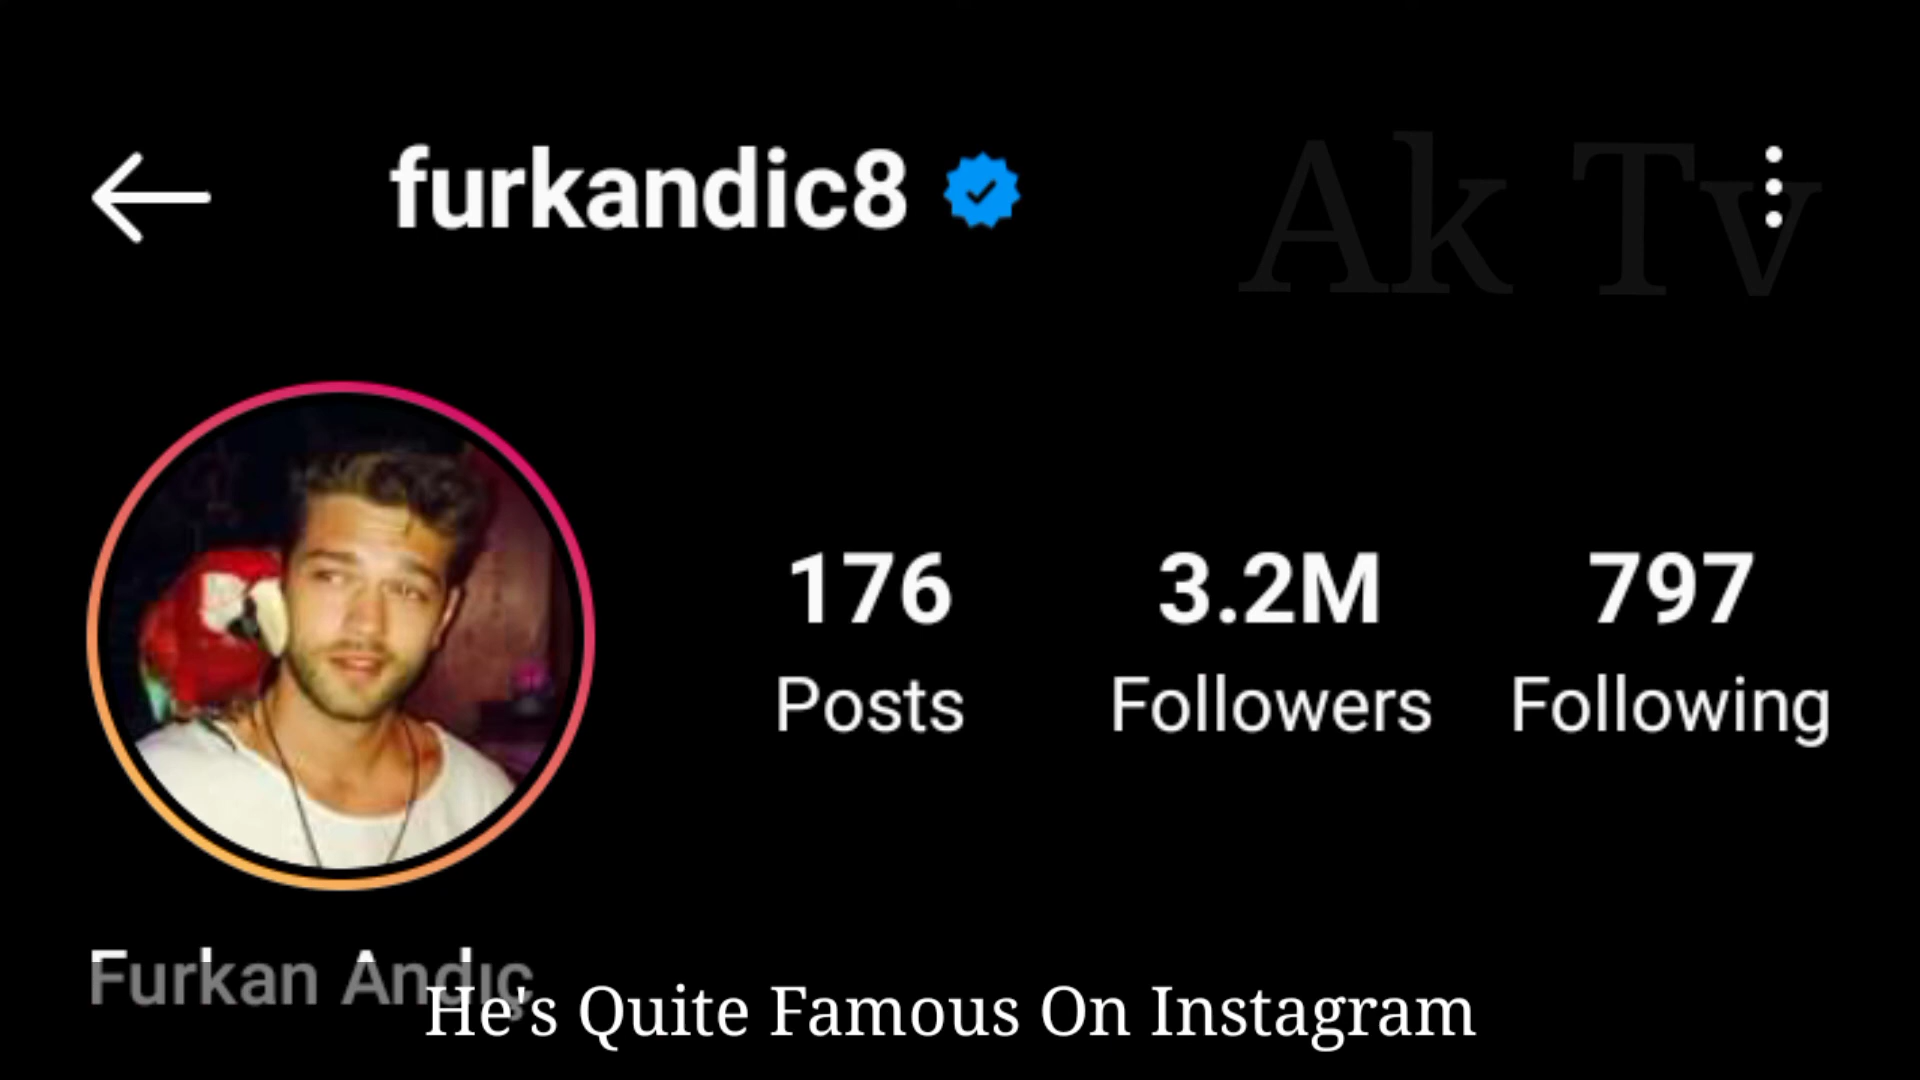 furkandic8
Ak Tv
176 3.2M 797
Posts Followers Following
Furkan Andıç
He's Quite Famous On Instagram